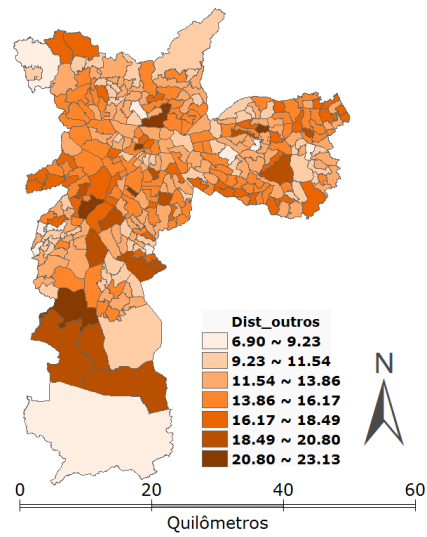 Dist_outros
6.90 ~ 9.23
9.23 ~ 11.54
11.54 ~ 13.86
13.86 ~ 16.17
16.17 ~ 18.49
18.49 ~ 20.80
20.80 ~ 23.13
N
0 20 40 60
Quilômetros